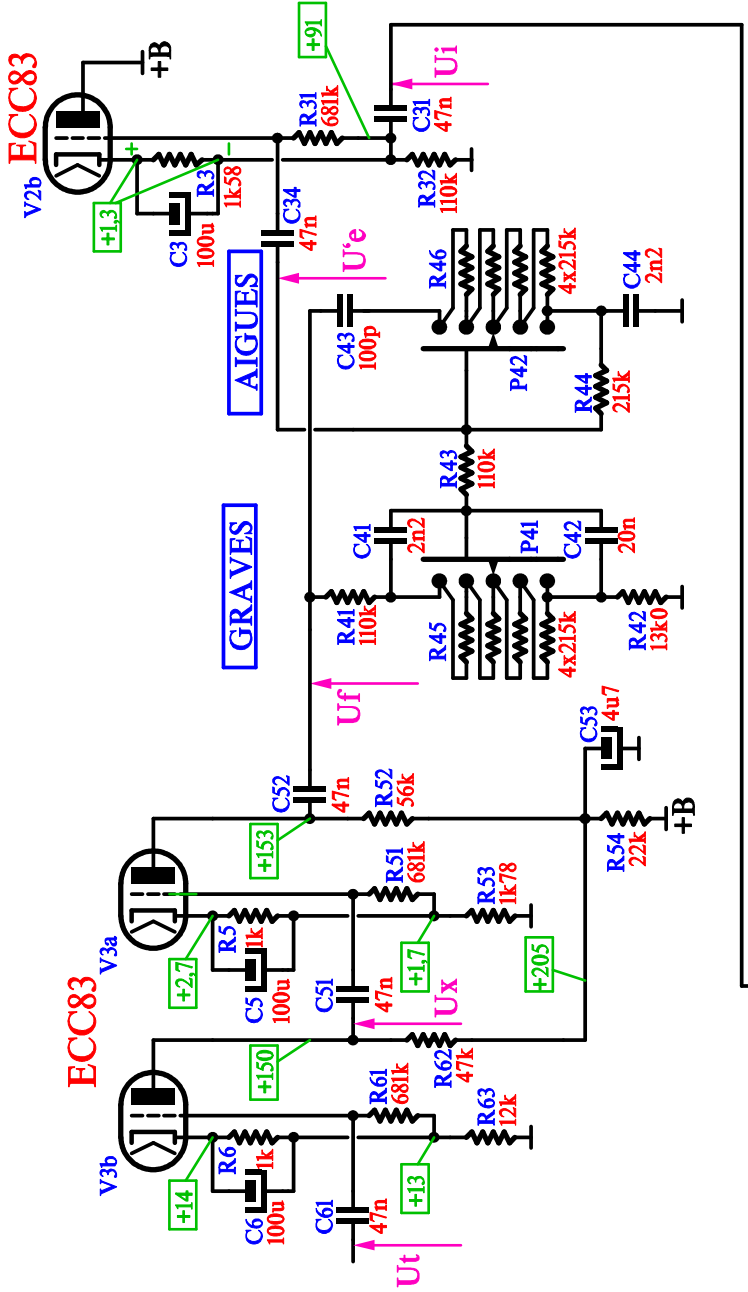 ECC83
V2b
ECC83
V3b
V3a
+14
+2,7
+1,3
C6
100u
R6
1k
C5
100u
R5
1k
C3
100u
R3
1k58
+
−
+B
GRAVES
AIGUES
+150
+153
C52
47n
Uf
C34
47n
U'e
R31
681k
+91
C61
47n
Ut
R61
681k
C51
47n
Ux
R51
681k
R41
110k
C41
2n2
C43
100p
C31
47n
Ui
+13
R62
47k
+1,7
R52
56k
R45
4x215k
R43
110k
R46
4x215k
R32
110k
R63
12k
R53
1k78
P41
P42
+205
C53
4u7
R54
22k
+B
C42
20n
R42
13k0
R44
215k
C44
2n2